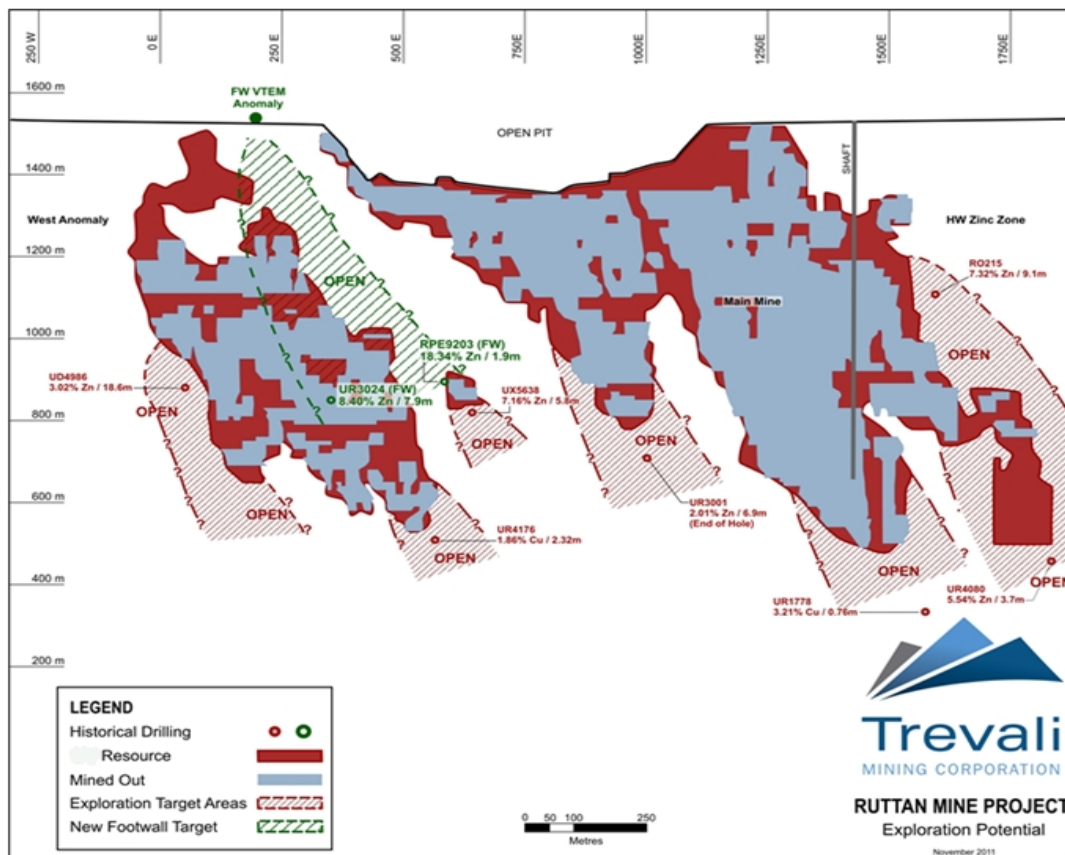 250 W
0 E
250 E
500 E
750E
1000E
1250E
1500E
1750E
1600 m
1400 m
1200 m
1000 m
800 m
600 m
400 m
200 m
FW VTEM
Anomaly
OPEN PIT
SHAFT
West Anomaly
HW Zinc Zone
RO215
7.32% Zn / 9.1m
OPEN
Main Mine
RPE9203 (FW)
18.34% Zn / 1.9m
OPEN
UD4986
3.02% Zn / 18.6m
UR3024 (FW)
8.40% Zn / 7.9m
UX5638
7.16% Zn / 5.8m
OPEN
OPEN
OPEN
OPEN
UR3001
2.01% Zn / 6.9m
(End of Hole)
UR4176
1.86% Cu / 2.32m
OPEN
OPEN
UR1778
3.21% Cu / 0.76m
UR4080
5.54% Zn / 3.7m
OPEN
LEGEND
Historical Drilling
Resource
Mined Out
Exploration Target Areas
New Footwall Target
0 50 100 250
Metres
Trevali
MINING CORPORATION
RUTTAN MINE PROJECT
Exploration Potential
November 2011